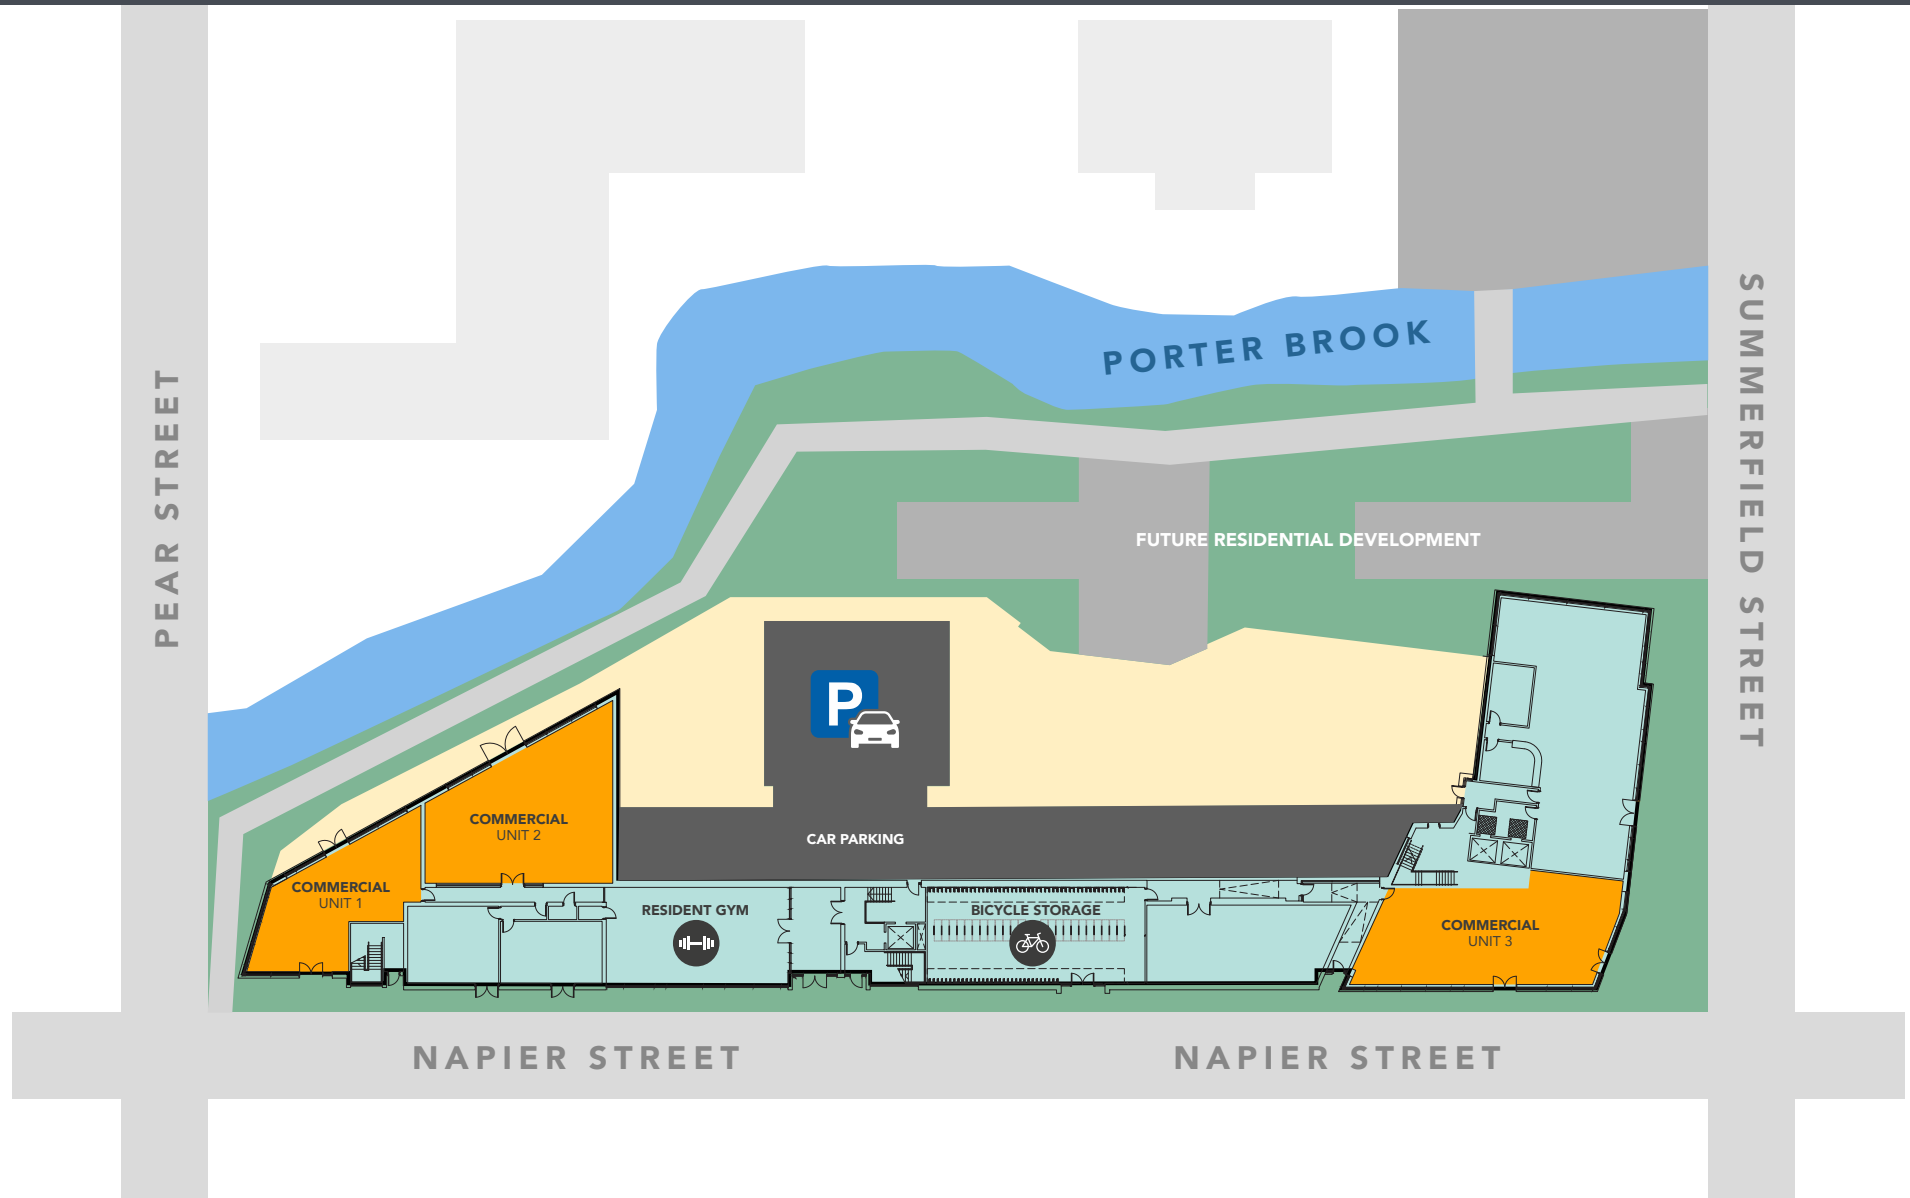 PORTER BROOK
SUMMERFIELD STREET
PEAR STREET
FUTURE RESIDENTIAL DEVELOPMENT
P
COMMERCIAL
UNIT 2
CAR PARKING
COMMERCIAL
UNIT 1
RESIDENT GYM
BICYCLE STORAGE
COMMERCIAL
UNIT 3
NAPIER STREET
NAPIER STREET